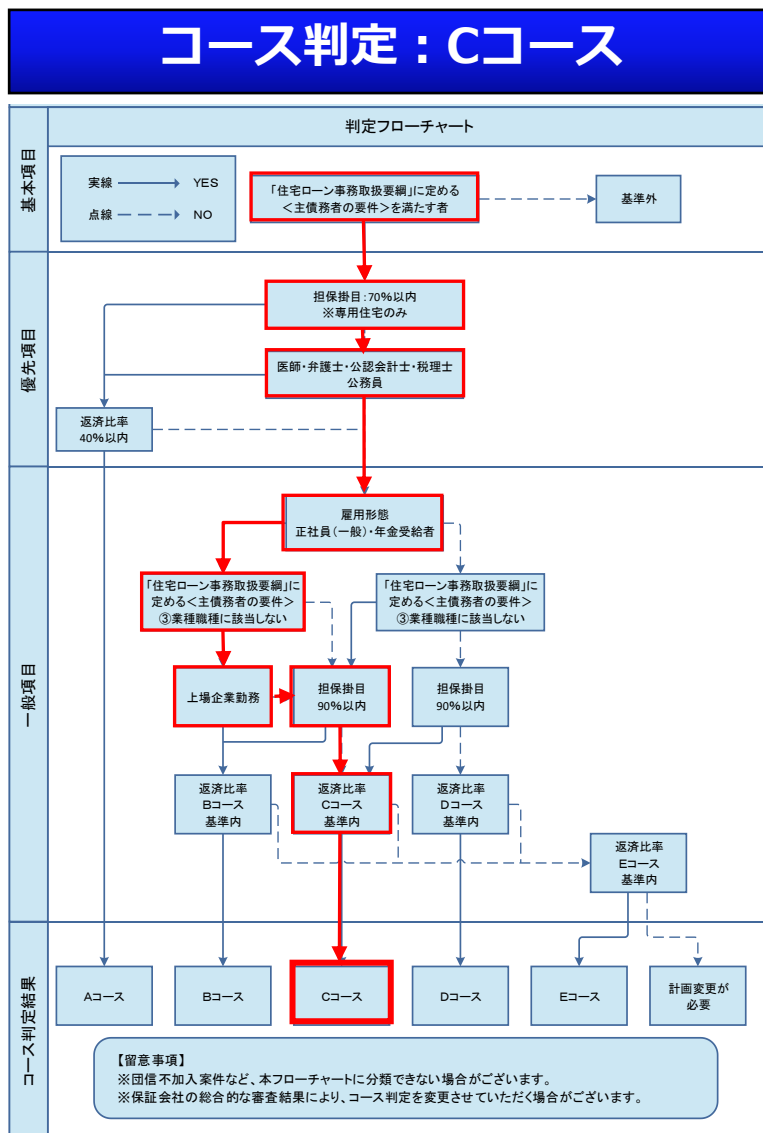 コース判定：Cコース
基本項目
判定フローチャート
実線 YES
点線 NO
「住宅ローン事務取扱要綱」に定める
＜主債務者の要件＞を満たす者
基準外
優先項目
担保掛目：70％以内
※専用住宅のみ
医師・弁護士・公認会計士・税理士
公務員
返済比率
40％以内
一般項目
雇用形態
正社員（一般）・年金受給者
「住宅ローン事務取扱要綱」に
定める＜主債務者の要件＞
③業種職種に該当しない
「住宅ローン事務取扱要綱」に
定める＜主債務者の要件＞
③業種職種に該当しない
上場企業勤務
担保掛目
90％以内
担保掛目
90％以内
返済比率
Bコース
基準内
返済比率
Cコース
基準内
返済比率
Dコース
基準内
返済比率
Eコース
基準内
コース判定結果
Aコース
Bコース
Cコース
Dコース
Eコース
計画変更が
必要
【留意事項】
※団信不加入案件など、本フローチャートに分類できない場合がございます。
※保証会社の総合的な審査結果により、コース判定を変更させていただく場合がございます。